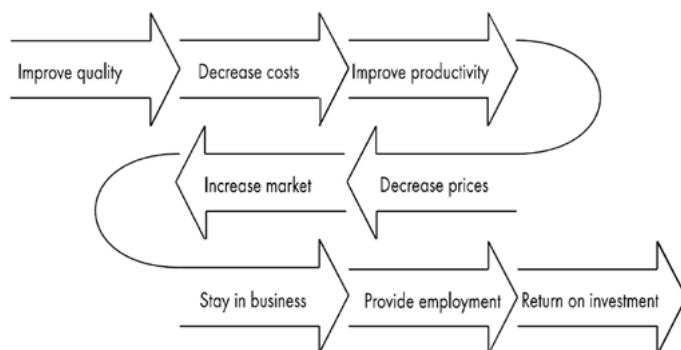 Improve quality
Decrease costs
Improve productivity
Decrease prices
Increase market
Stay in business
Provide employment
Return on investment